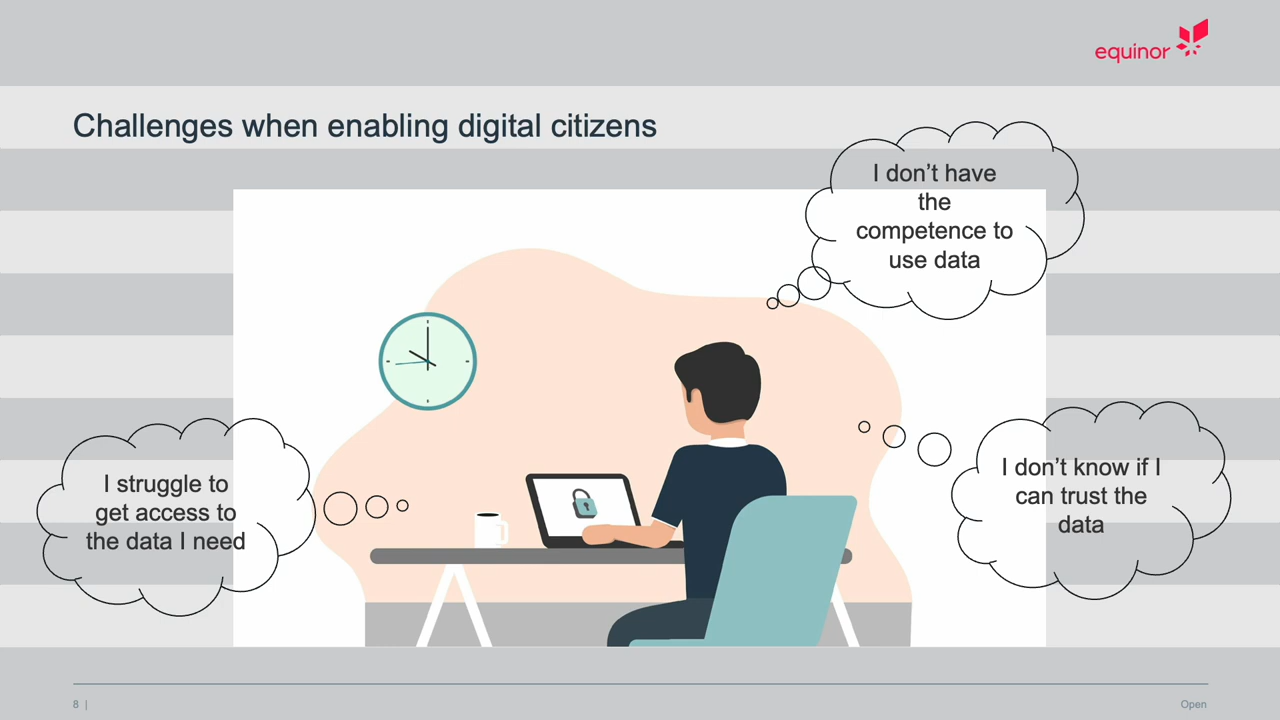 equinor
Challenges when enabling digital citizens
I don’t have
the
competence to
use data
I struggle to
get access to
the data I need
I don’t know if I
can trust the
data
8 |
Open